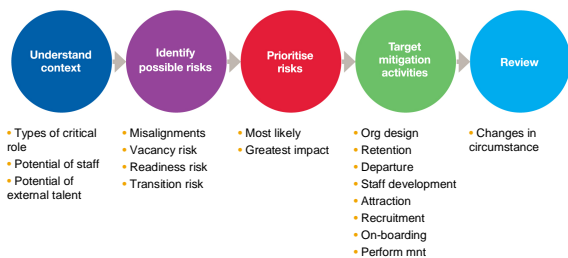 Understand
context
Identify
possible risks
Prioritise
risks
Target
mitigation
activities
Review
• Types of critical
role
• Potential of staff
• Potential of
external talent
• Misalignments
• Vacancy risk
• Readiness risk
• Transition risk
• Most likely
• Greatest impact
• Org design
• Retention
• Departure
• Staff development
• Attraction
• Recruitment
• On-boarding
• Perform mnt
• Changes in
circumstance